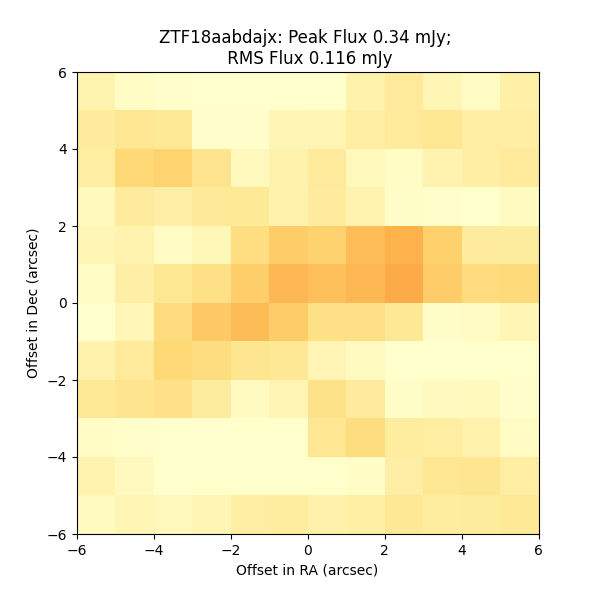 ZTF18aabdajx: Peak Flux 0.34 mJy;
RMS Flux 0.116 mJy
6
4
2
0
−2
−4
−6
Offset in Dec (arcsec)
−6 −4 −2 0 2 4 6
Offset in RA (arcsec)